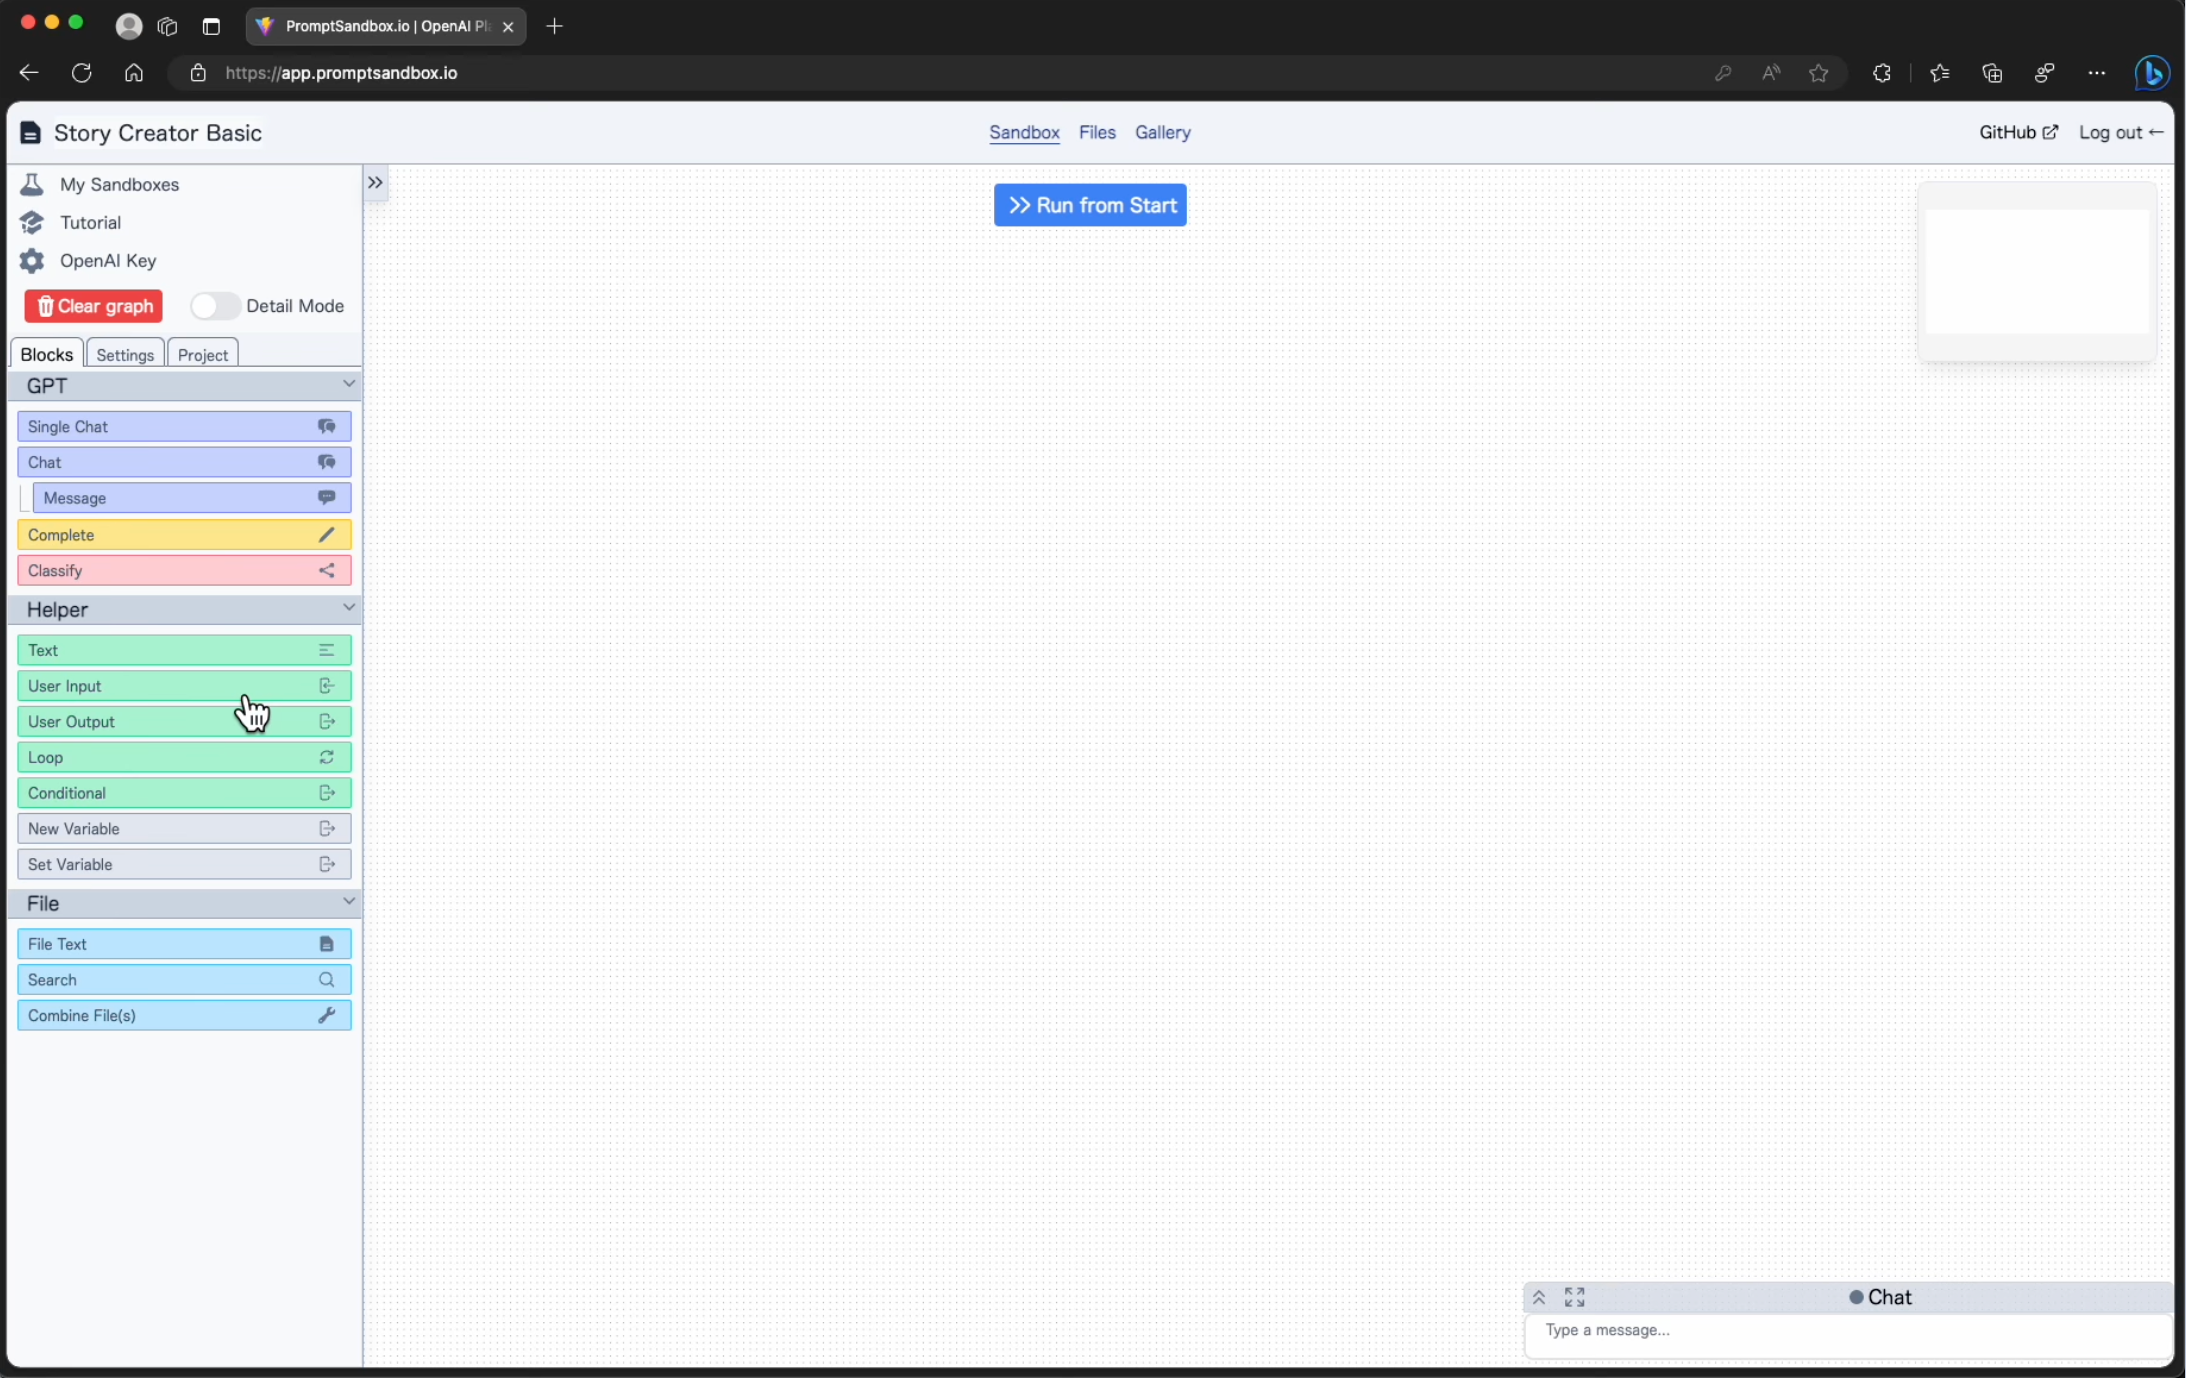 PromptSandbox.io | OpenAI Pl
https://app.promptsandbox.io
Story Creator Basic
Sandbox Files Gallery
GitHub
Log out ←
My Sandboxes
Tutorial
OpenAI Key
Clear graph
Detail Mode
Blocks Settings Project
GPT
Single Chat
Chat
Message
Complete
Classify
Helper
Text
User Input
User Output
Loop
Conditional
New Variable
Set Variable
File
File Text
Search
Combine File(s)
Run from Start
Chat
Type a message...